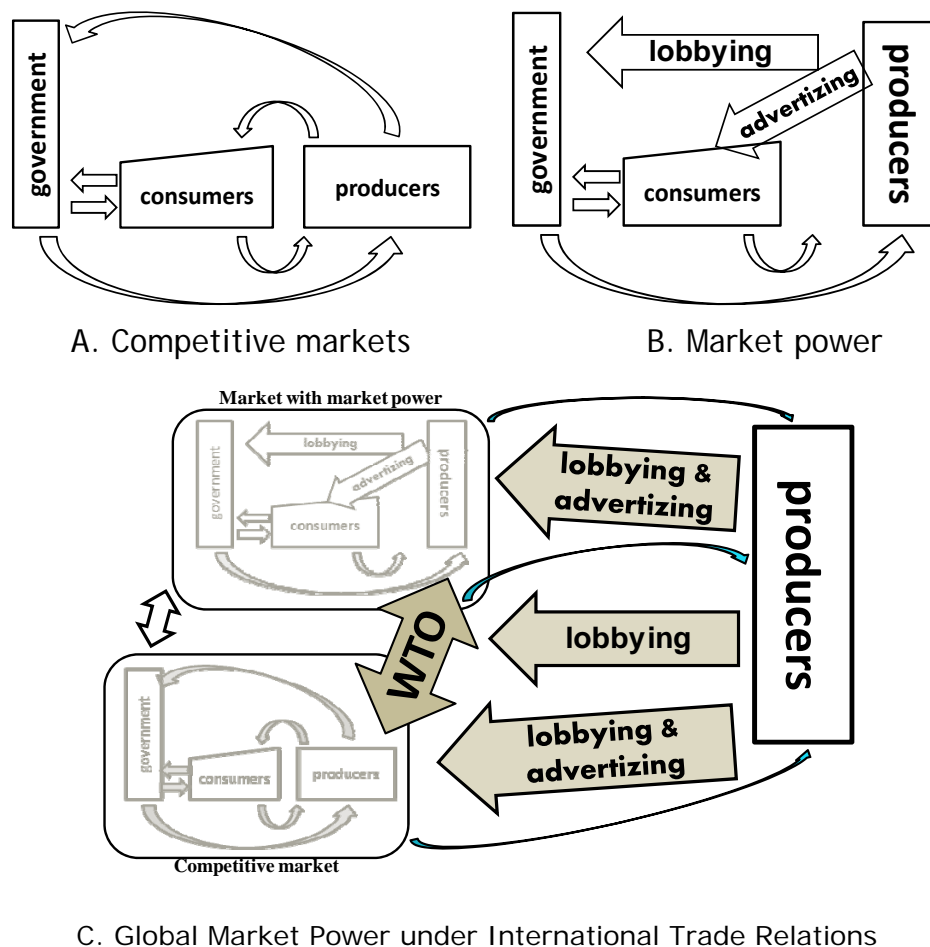 government
consumers
producers
A. Competitive markets
government
lobbying
advertizing
consumers
producers
B. Market power
Market with market power
government
lobbying
advertizing
consumers
producers
lobbying &
advertizing
producers
WTO
lobbying
government
consumers
producers
lobbying &
advertizing
Competitive market
C. Global Market Power under International Trade Relations